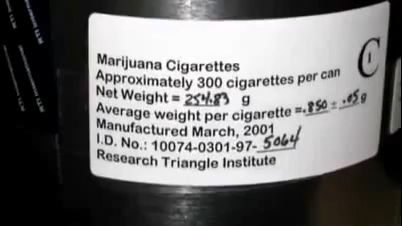 C
Marijuana Cigarettes
Approximately 300 cigarettes per can
Net Weight = 254.83 g
Average weight per cigarette = .850 ± .05 g
Manufactured March, 2001
I.D. No.: 10074-0301-97- 5064
Research Triangle Institute